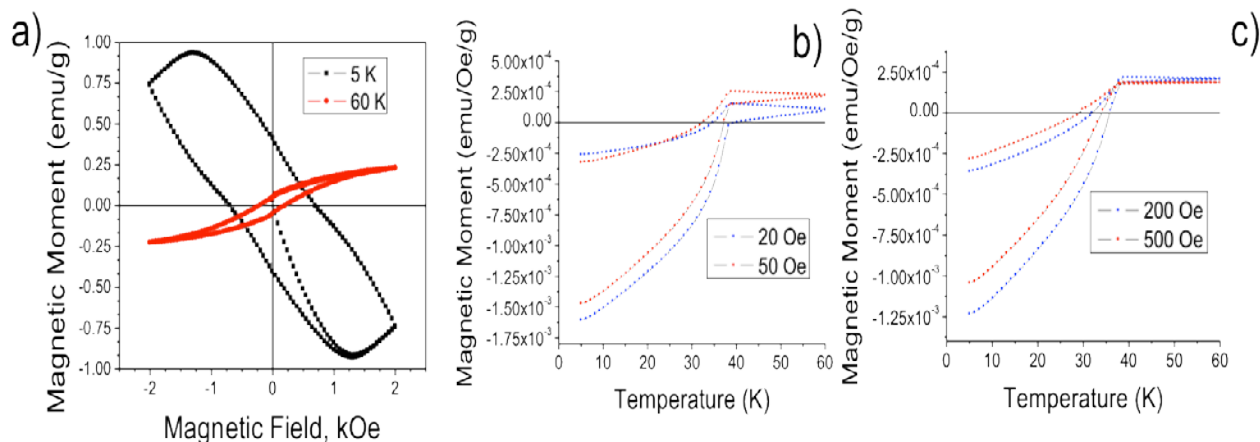 a)
Magnetic Moment (emu/g)
1.00
0.75
0.50
0.25
0.00
-0.25
-0.50
-0.75
-1.00
5 K
60 K
-2
-1
0
1
2
Magnetic Field, kOe
b)
Magnetic Moment (emu/Oe/g)
5.00x10⁻⁴
2.50x10⁻⁴
0.00
-2.50x10⁻⁴
-5.00x10⁻⁴
-7.50x10⁻⁴
-1.00x10⁻³
-1.25x10⁻³
-1.50x10⁻³
-1.75x10⁻³
20 Oe
50 Oe
0
10
20
30
40
50
60
Temperature (K)
c)
Magnetic Moment (emu/Oe/g)
2.50x10⁻⁴
0.00
-2.50x10⁻⁴
-5.00x10⁻⁴
-7.50x10⁻⁴
-1.00x10⁻³
-1.25x10⁻³
200 Oe
500 Oe
0
10
20
30
40
50
60
Temperature (K)